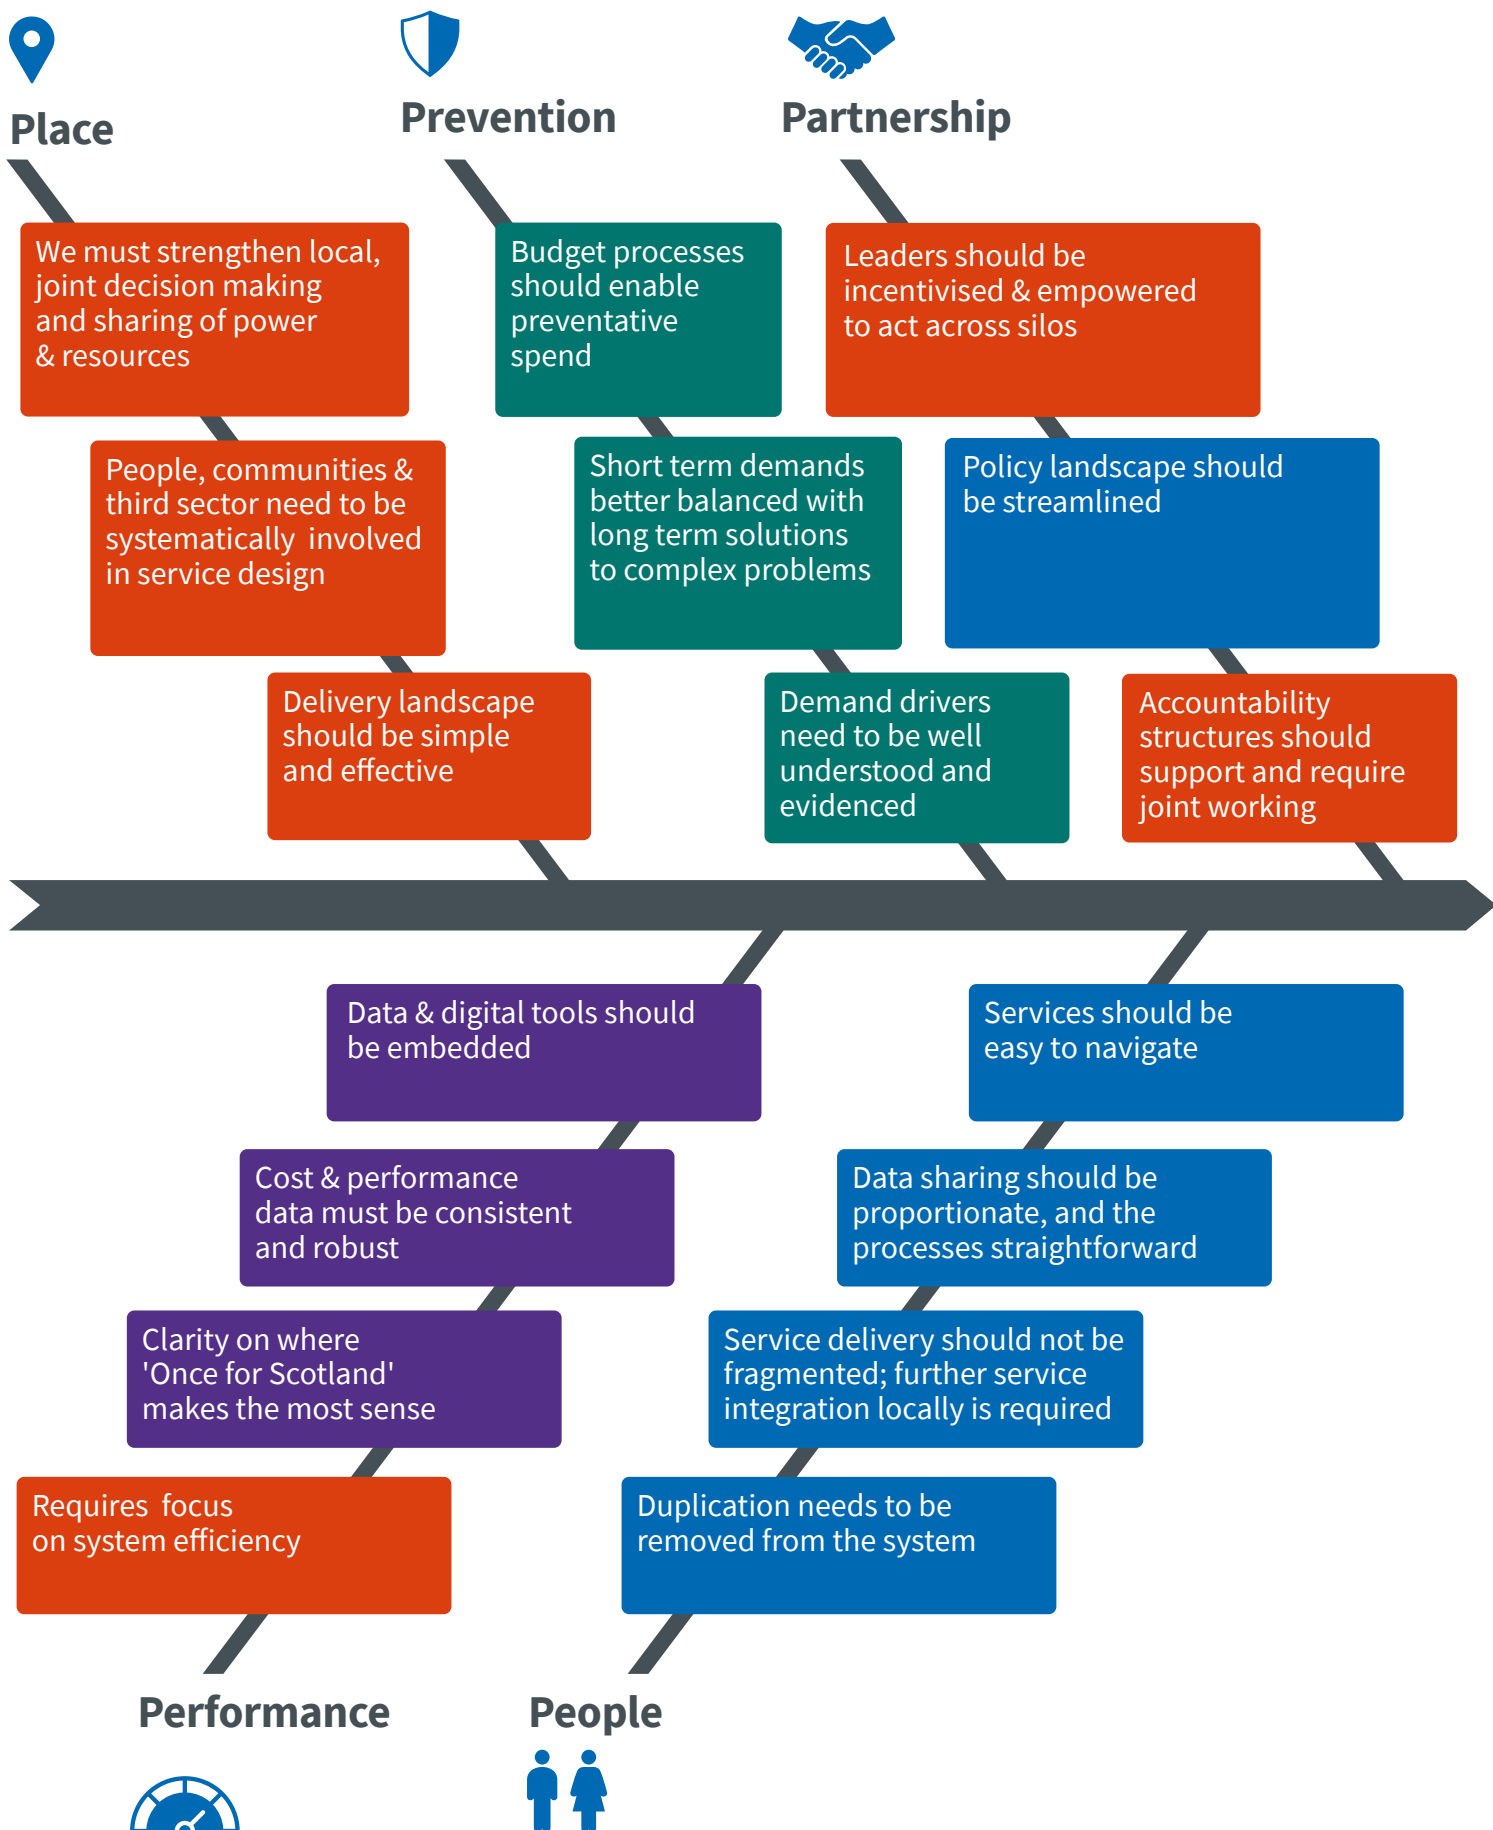 Place
Prevention
Partnership
We must strengthen local,
joint decision making
and sharing of power
& resources
Budget processes
should enable
preventative
spend
Leaders should be
incentivised & empowered
to act across silos
People, communities &
third sector need to be
systematically  involved
in service design
Short term demands
better balanced with
long term solutions
to complex problems
Policy landscape should
be streamlined
Delivery landscape
should be simple
and effective
Demand drivers
need to be well
understood and
evidenced
Accountability
structures should
support and require
joint working
Data & digital tools should
be embedded
Services should be
easy to navigate
Cost & performance
data must be consistent
and robust
Data sharing should be
proportionate, and the
processes straightforward
Clarity on where
'Once for Scotland'
makes the most sense
Service delivery should not be
fragmented; further service
integration locally is required
Requires  focus
on system efficiency
Duplication needs to be
removed from the system
Performance
People